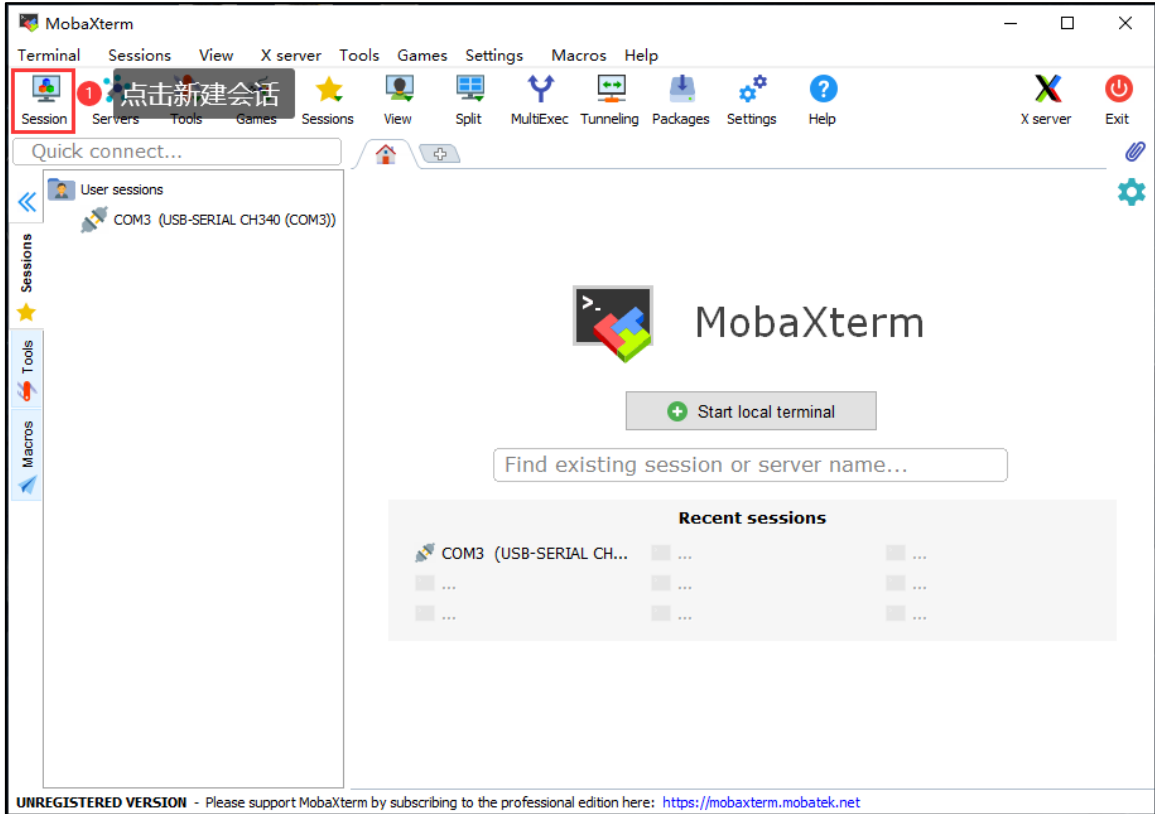 MobaXterm
Terminal Sessions View X server Tools Games Settings Macros Help
1 点击新建会话
Session Servers Tools Games Sessions View Split MultiExec Tunneling Packages Settings Help X server Exit
Quick connect...
User sessions
COM3 (USB-SERIAL CH340 (COM3))
Sessions
Tools
Macros
>_
MobaXterm
Start local terminal
Find existing session or server name...
Recent sessions
COM3 (USB-SERIAL CH... ... ...
... ... ...
... ... ...
UNREGISTERED VERSION - Please support MobaXterm by subscribing to the professional edition here: https://mobaxterm.mobatek.net